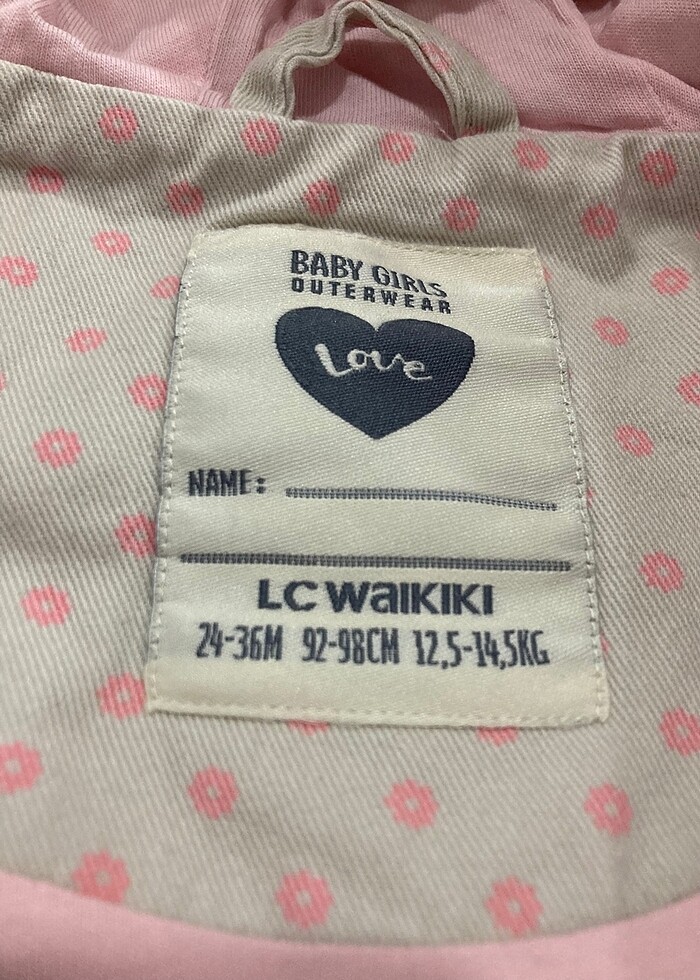 BABY GIRLS
OUTERWEAR
Love
NAME:
LC WAIKIKI
24-36M 92-98CM 12,5-14,5KG